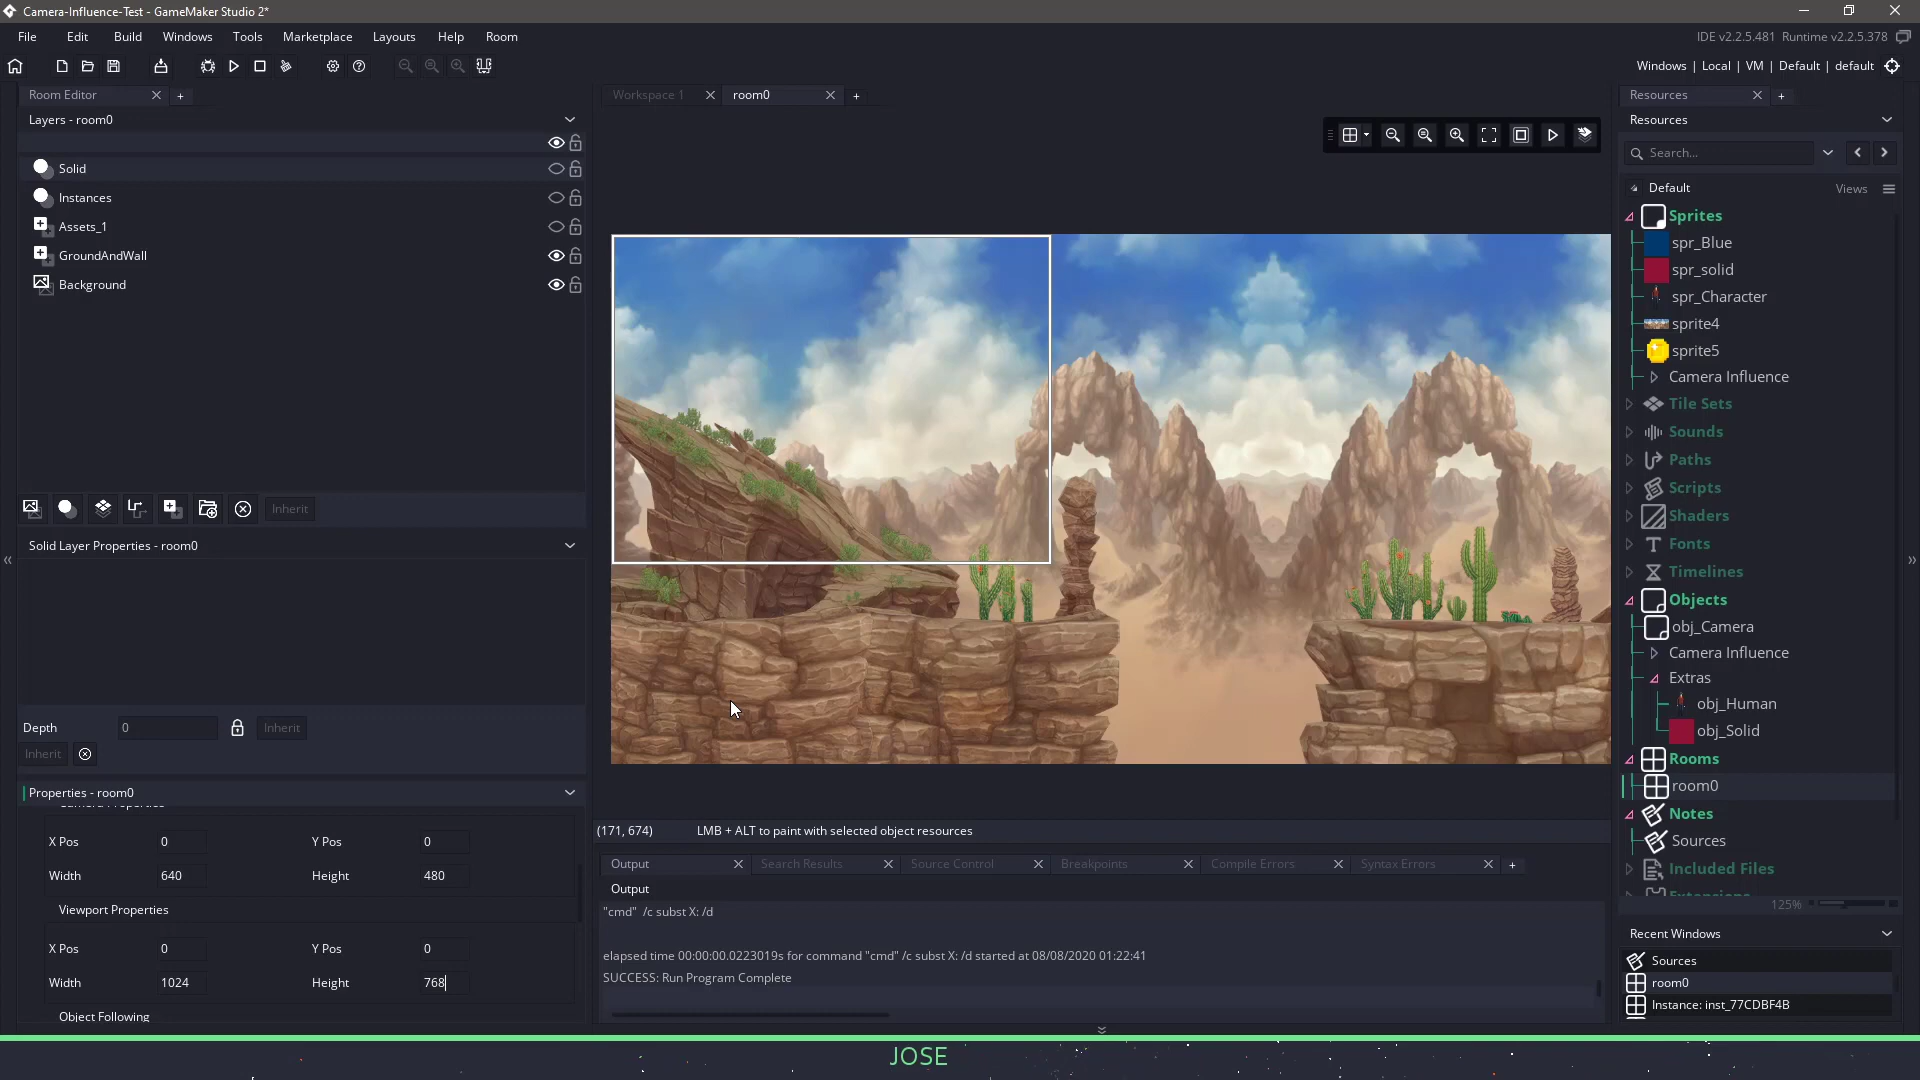 Camera-Influence-Test - GameMaker Studio 2*
File Edit Build Windows Tools Marketplace Layouts Help Room
IDE v2.2.5.481 Runtime v2.2.5.378
Windows | Local | VM | Default | default
Room Editor
Workspace 1
room0
Resources
Layers - room0
Resources
Search...
Solid
Instances
Assets_1
GroundAndWall
Background
Default
Views
Sprites
spr_Blue
spr_solid
spr_Character
sprite4
sprite5
Camera Influence
Tile Sets
Sounds
Paths
Scripts
Shaders
Fonts
Timelines
Objects
obj_Camera
Camera Influence
Extras
obj_Human
obj_Solid
Rooms
room0
Notes
Sources
Included Files
Extensions
125%
Inherit
Solid Layer Properties - room0
Depth 0 Inherit
Inherit
Properties - room0
Camera Properties
X Pos 0 Y Pos 0
Width 640 Height 480
Viewport Properties
X Pos 0 Y Pos 0
Width 1024 Height 768
Object Following
(171, 674) LMB + ALT to paint with selected object resources
Output Search Results Source Control Breakpoints Compile Errors Syntax Errors
Output
"cmd" /c subst X: /d
elapsed time 00:00:00.0223019s for command "cmd" /c subst X: /d started at 08/08/2020 01:22:41
SUCCESS: Run Program Complete
Recent Windows
Sources
room0
Instance: inst_77CDBF4B
JOSE